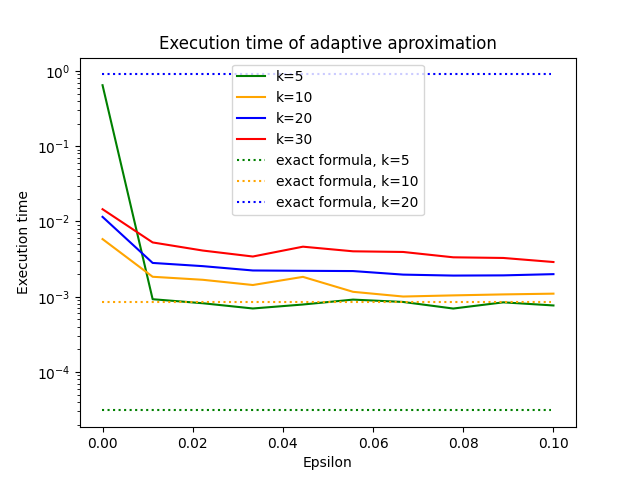 Execution time of adaptive aproximation
Execution time
10⁰
10⁻¹
10⁻²
10⁻³
10⁻⁴
k=5
k=10
k=20
k=30
exact formula, k=5
exact formula, k=10
exact formula, k=20
0.00 0.02 0.04 0.06 0.08 0.10
Epsilon